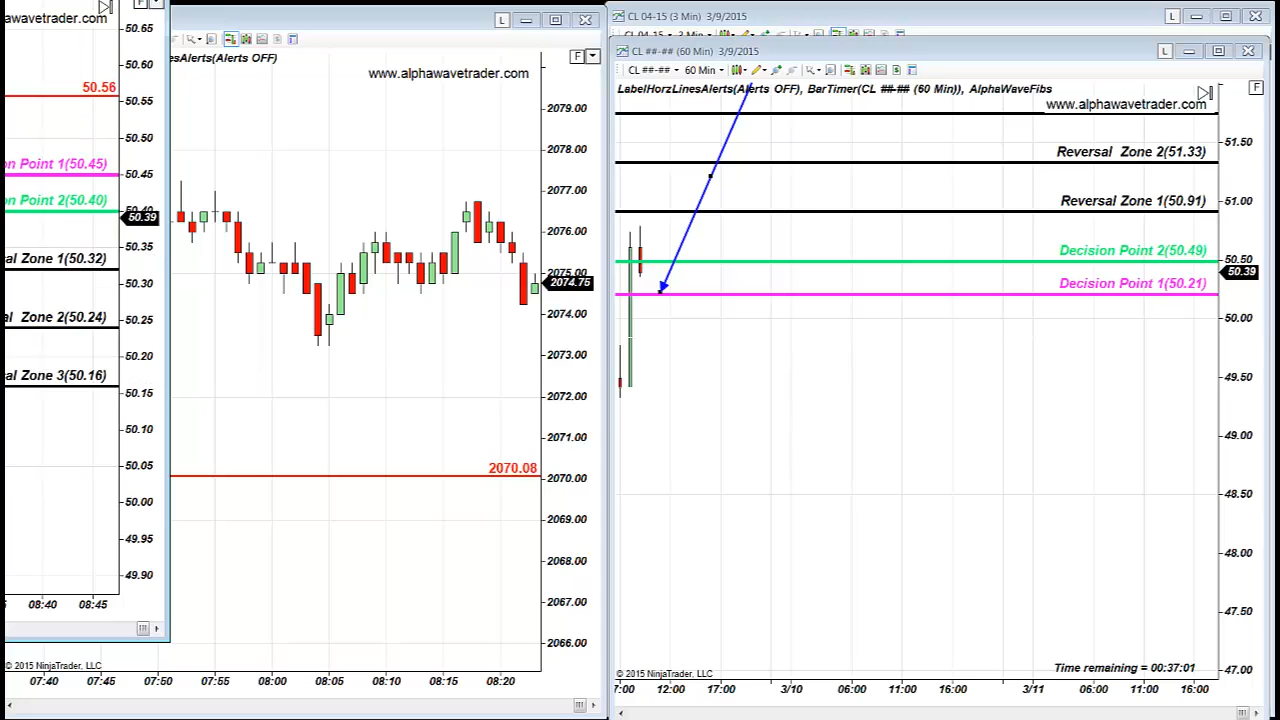 awavetrader.com
F
50.65
50.60
50.56
50.55
50.50
on Point 1(50.45)
50.45
on Point 2(50.40)
50.40
50.39
50.35
al Zone 1(50.32)
50.30
al Zone 2(50.24)
50.25
50.20
al Zone 3(50.16)
50.15
50.10
50.05
50.00
49.95
49.90
08:40 08:45
© 2015 NinjaTrader, LLC
07:40 07:45 07:50 07:55 08:00 08:05 08:10 08:15 08:20
L
esAlerts(Alerts OFF)
F
www.alphawavetrader.com
2079.00
2078.00
2077.00
2076.00
2075.00
2074.75
2074.00
2073.00
2072.00
2071.00
2070.08
2070.00
2069.00
2068.00
2067.00
2066.00
CL 04-15 (3 Min) 3/9/2015
L
CL 04-15 3 Min
CL ##-## (60 Min) 3/9/2015
L
CL ##-## 60 Min
LabelHorzLinesAlerts(Alerts OFF), BarTimer(CL ##-## (60 Min)), AlphaWaveFibs
F
www.alphawavetrader.com
51.50
Reversal Zone 2(51.33)
51.00
Reversal Zone 1(50.91)
Decision Point 2(50.49)
50.50
50.39
Decision Point 1(50.21)
50.00
49.50
49.00
48.50
48.00
47.50
47.00
Time remaining = 00:37:01
© 2015 NinjaTrader, LLC
7:00 12:00 17:00 3/10 06:00 11:00 16:00 3/11 06:00 11:00 16:00